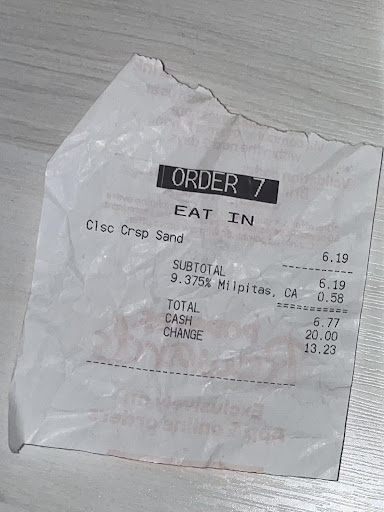 ORDER 7
EAT IN
Clsc Crsp Sand 6.19
SUBTOTAL 6.19
9.375% Milpitas, CA 0.58
TOTAL 6.77
CASH 20.00
CHANGE 13.23